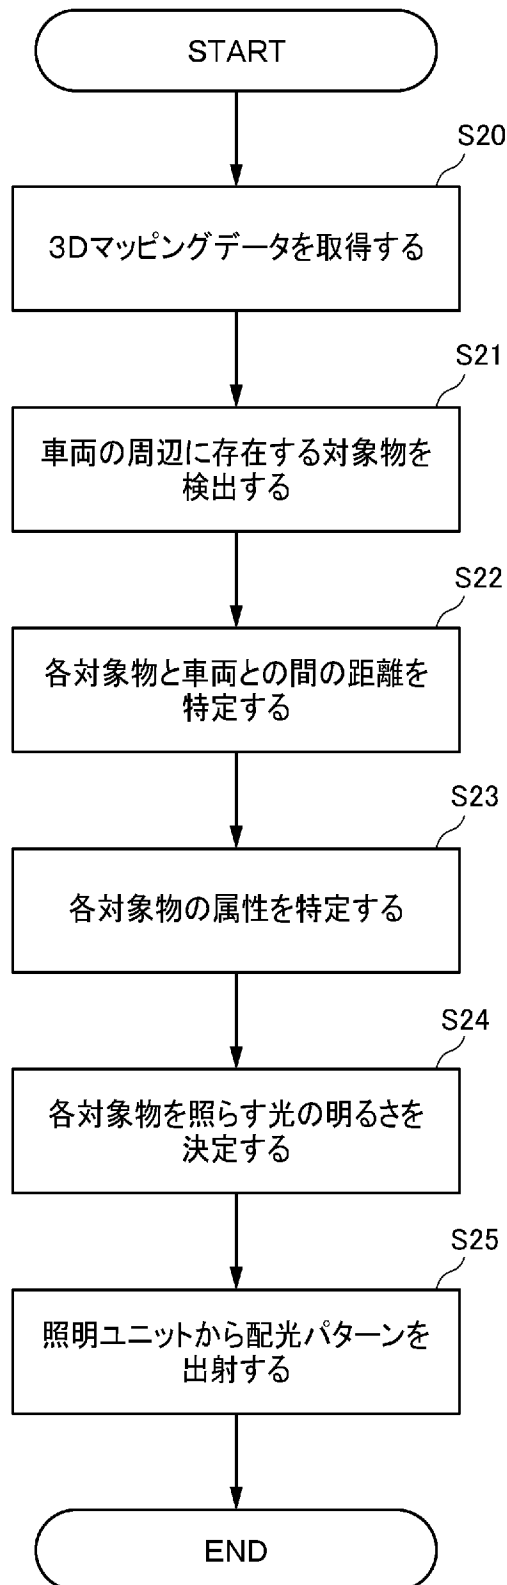 START
S20
3Dマッピングデータを取得する
S21
車両の周辺に存在する対象物を
検出する
S22
各対象物と車両との間の距離を
特定する
S23
各対象物の属性を特定する
S24
各対象物を照らす光の明るさを
決定する
S25
照明ユニットから配光パターンを
出射する
END